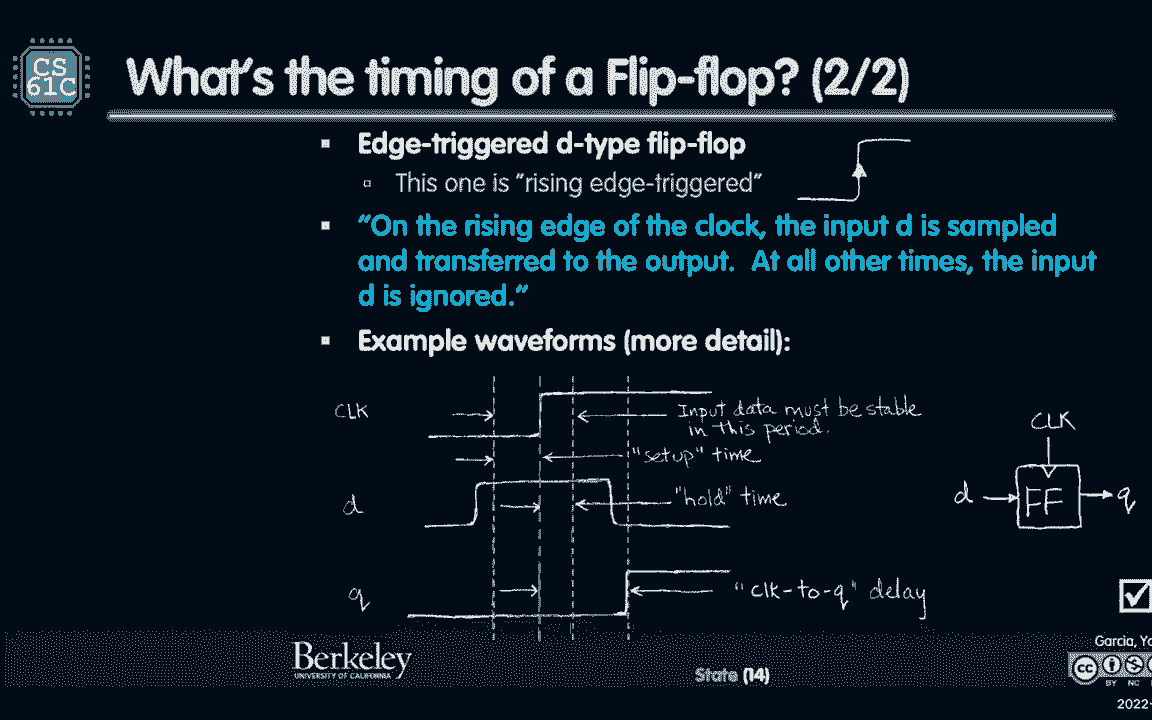 CS
61C
What's the timing of a Flip-flop? (2/2)
Edge-triggered d-type flip-flop
This one is "rising edge-triggered"
"On the rising edge of the clock, the input d is sampled
and transferred to the output. At all other times, the input
d is ignored."
Example waveforms (more detail):
CLK
Input data must be stable
in this period.
"setup" time
d
"hold" time
q
"clk-to-q" delay
CLK
d
FF
q
Berkeley
UNIVERSITY OF CALIFORNIA
State (14)
Garcia,
cc
BY NC
2022-